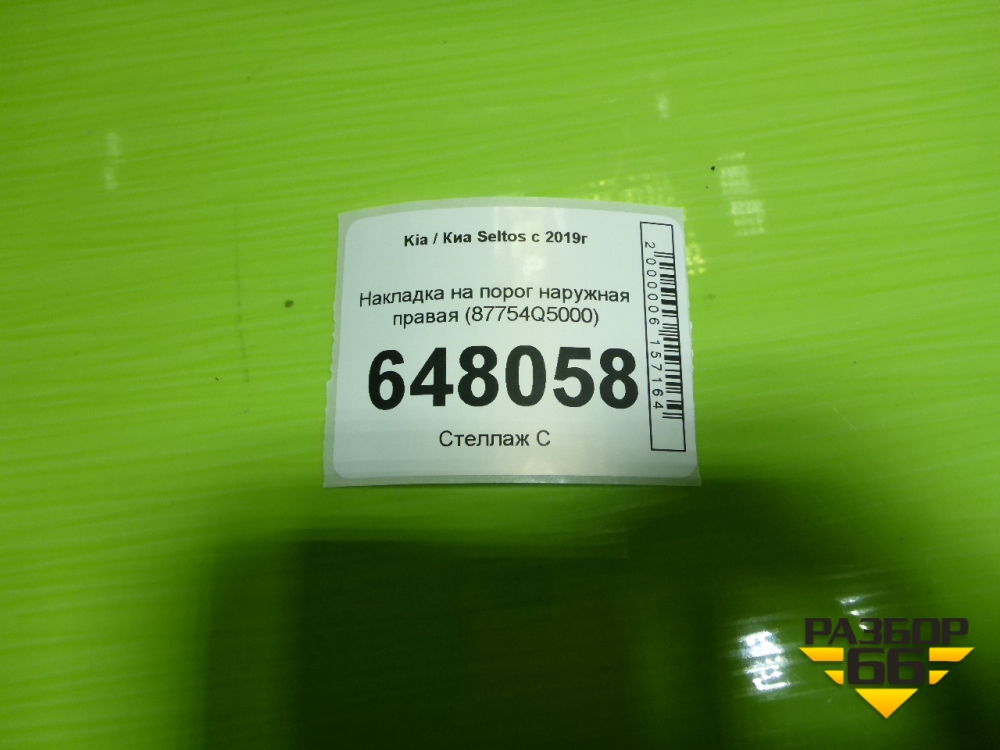 Kia / Киа Seltos с 2019г
Накладка на порог наружная
правая (87754Q5000)
648058
Стеллаж С
2000006157164
РАЗБОР
66